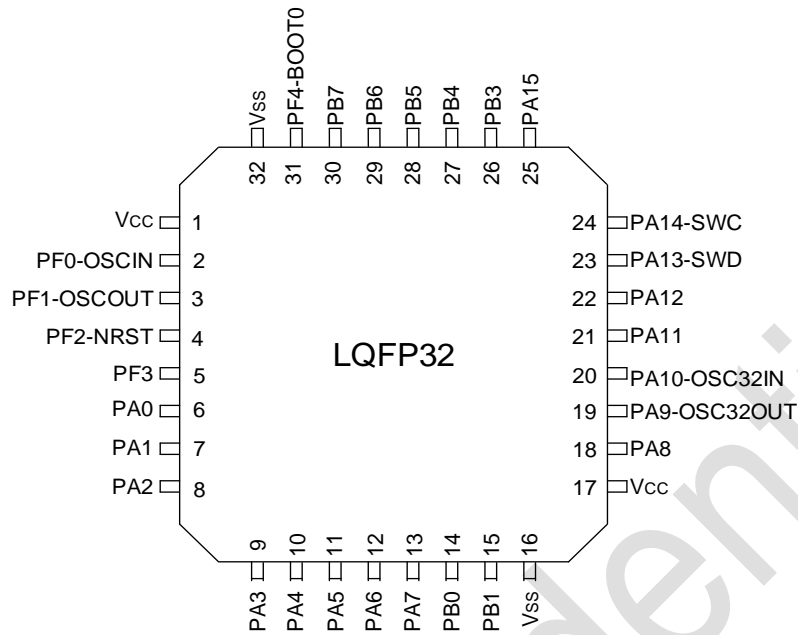 Vss
PF4-BOOT0
PB7
PB6
PB5
PB4
PB3
PA15
32
31
30
29
28
27
26
25
Vcc 1
PF0-OSCIN 2
PF1-OSCOUT 3
PF2-NRST 4
PF3 5
PA0 6
PA1 7
PA2 8
LQFP32
24 PA14-SWC
23 PA13-SWD
22 PA12
21 PA11
20 PA10-OSC32IN
19 PA9-OSC32OUT
18 PA8
17 Vcc
9
10
11
12
13
14
15
16
PA3
PA4
PA5
PA6
PA7
PB0
PB1
Vss